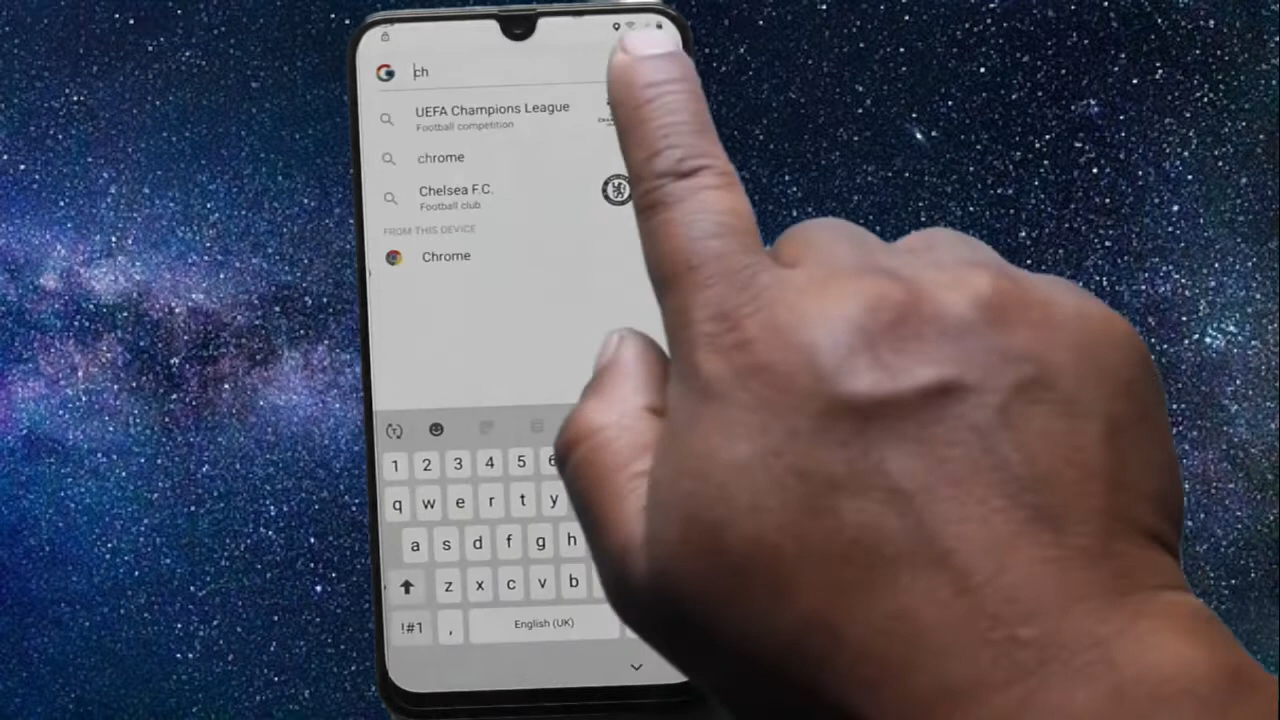 ch
UEFA Champions League
Football competition
chrome
Chelsea F.C.
Football club
FROM THIS DEVICE
Chrome
1 2 3 4 5 6
q w e r t y
a s d f g h
z x c v b
!#1 , English (UK)